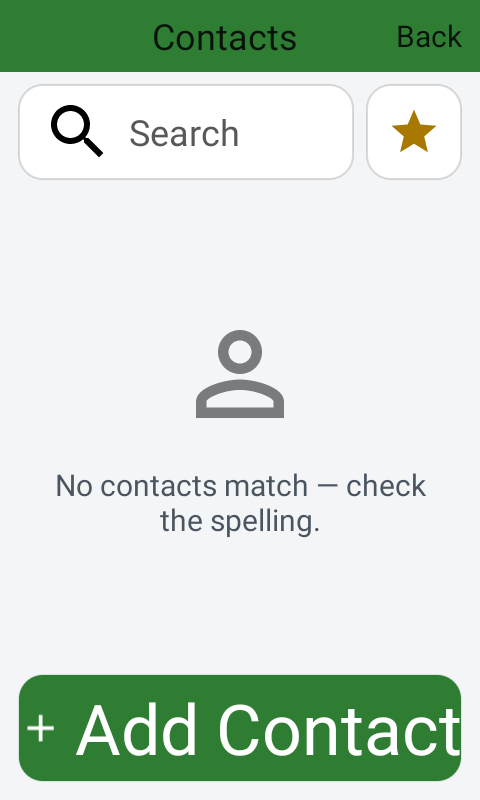 Contacts
Back
Search
No contacts match — check
the spelling.
+ Add Contact